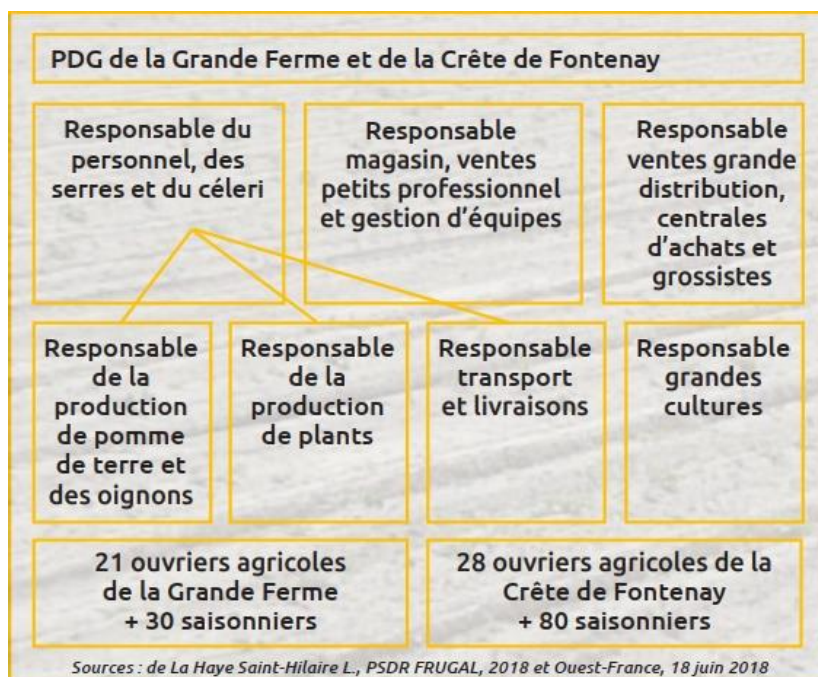 PDG de la Grande Ferme et de la Crête de Fontenay
Responsable du
personnel, des
serres et du céleri
Responsable
magasin, ventes
petits professionnel
et gestion d'équipes
Responsable
ventes grande
distribution,
centrales
d'achats et
grossistes
Responsable
de la
production
de pomme
de terre et
des oignons
Responsable
de la
production
de plants
Responsable
transport
et livraisons
Responsable
grandes
cultures
21 ouvriers agricoles
de la Grande Ferme
+ 30 saisonniers
28 ouvriers agricoles de la
Crête de Fontenay
+ 80 saisonniers
Sources : de La Haye Saint-Hilaire L., PSDR FRUGAL, 2018 et Ouest-France, 18 juin 2018